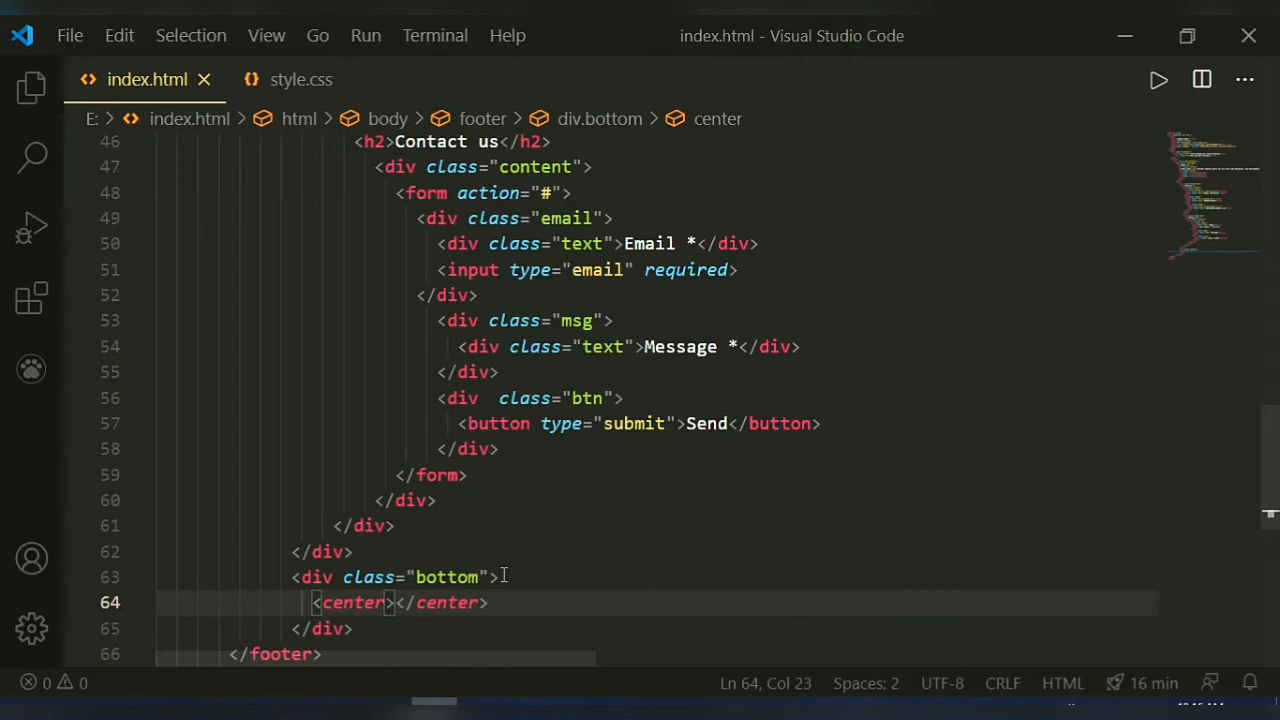 File Edit Selection View Go Run Terminal Help index.html - Visual Studio Code
index.html style.css
E: > index.html > html > body > footer > div.bottom > center
46 <h2>Contact us</h2>
47 <div class="content">
48 <form action="#">
49 <div class="email">
50 <div class="text">Email *</div>
51 <input type="email" required>
52 </div>
53 <div class="msg">
54 <div class="text">Message *</div>
55 </div>
56 <div  class="btn">
57 <button type="submit">Send</button>
58 </div>
59 </form>
60 </div>
61 </div>
62 </div>
63 <div class="bottom">
64 <center></center>
65 </div>
66 </footer>
0 0 Ln 64, Col 23 Spaces: 2 UTF-8 CRLF HTML 16 min